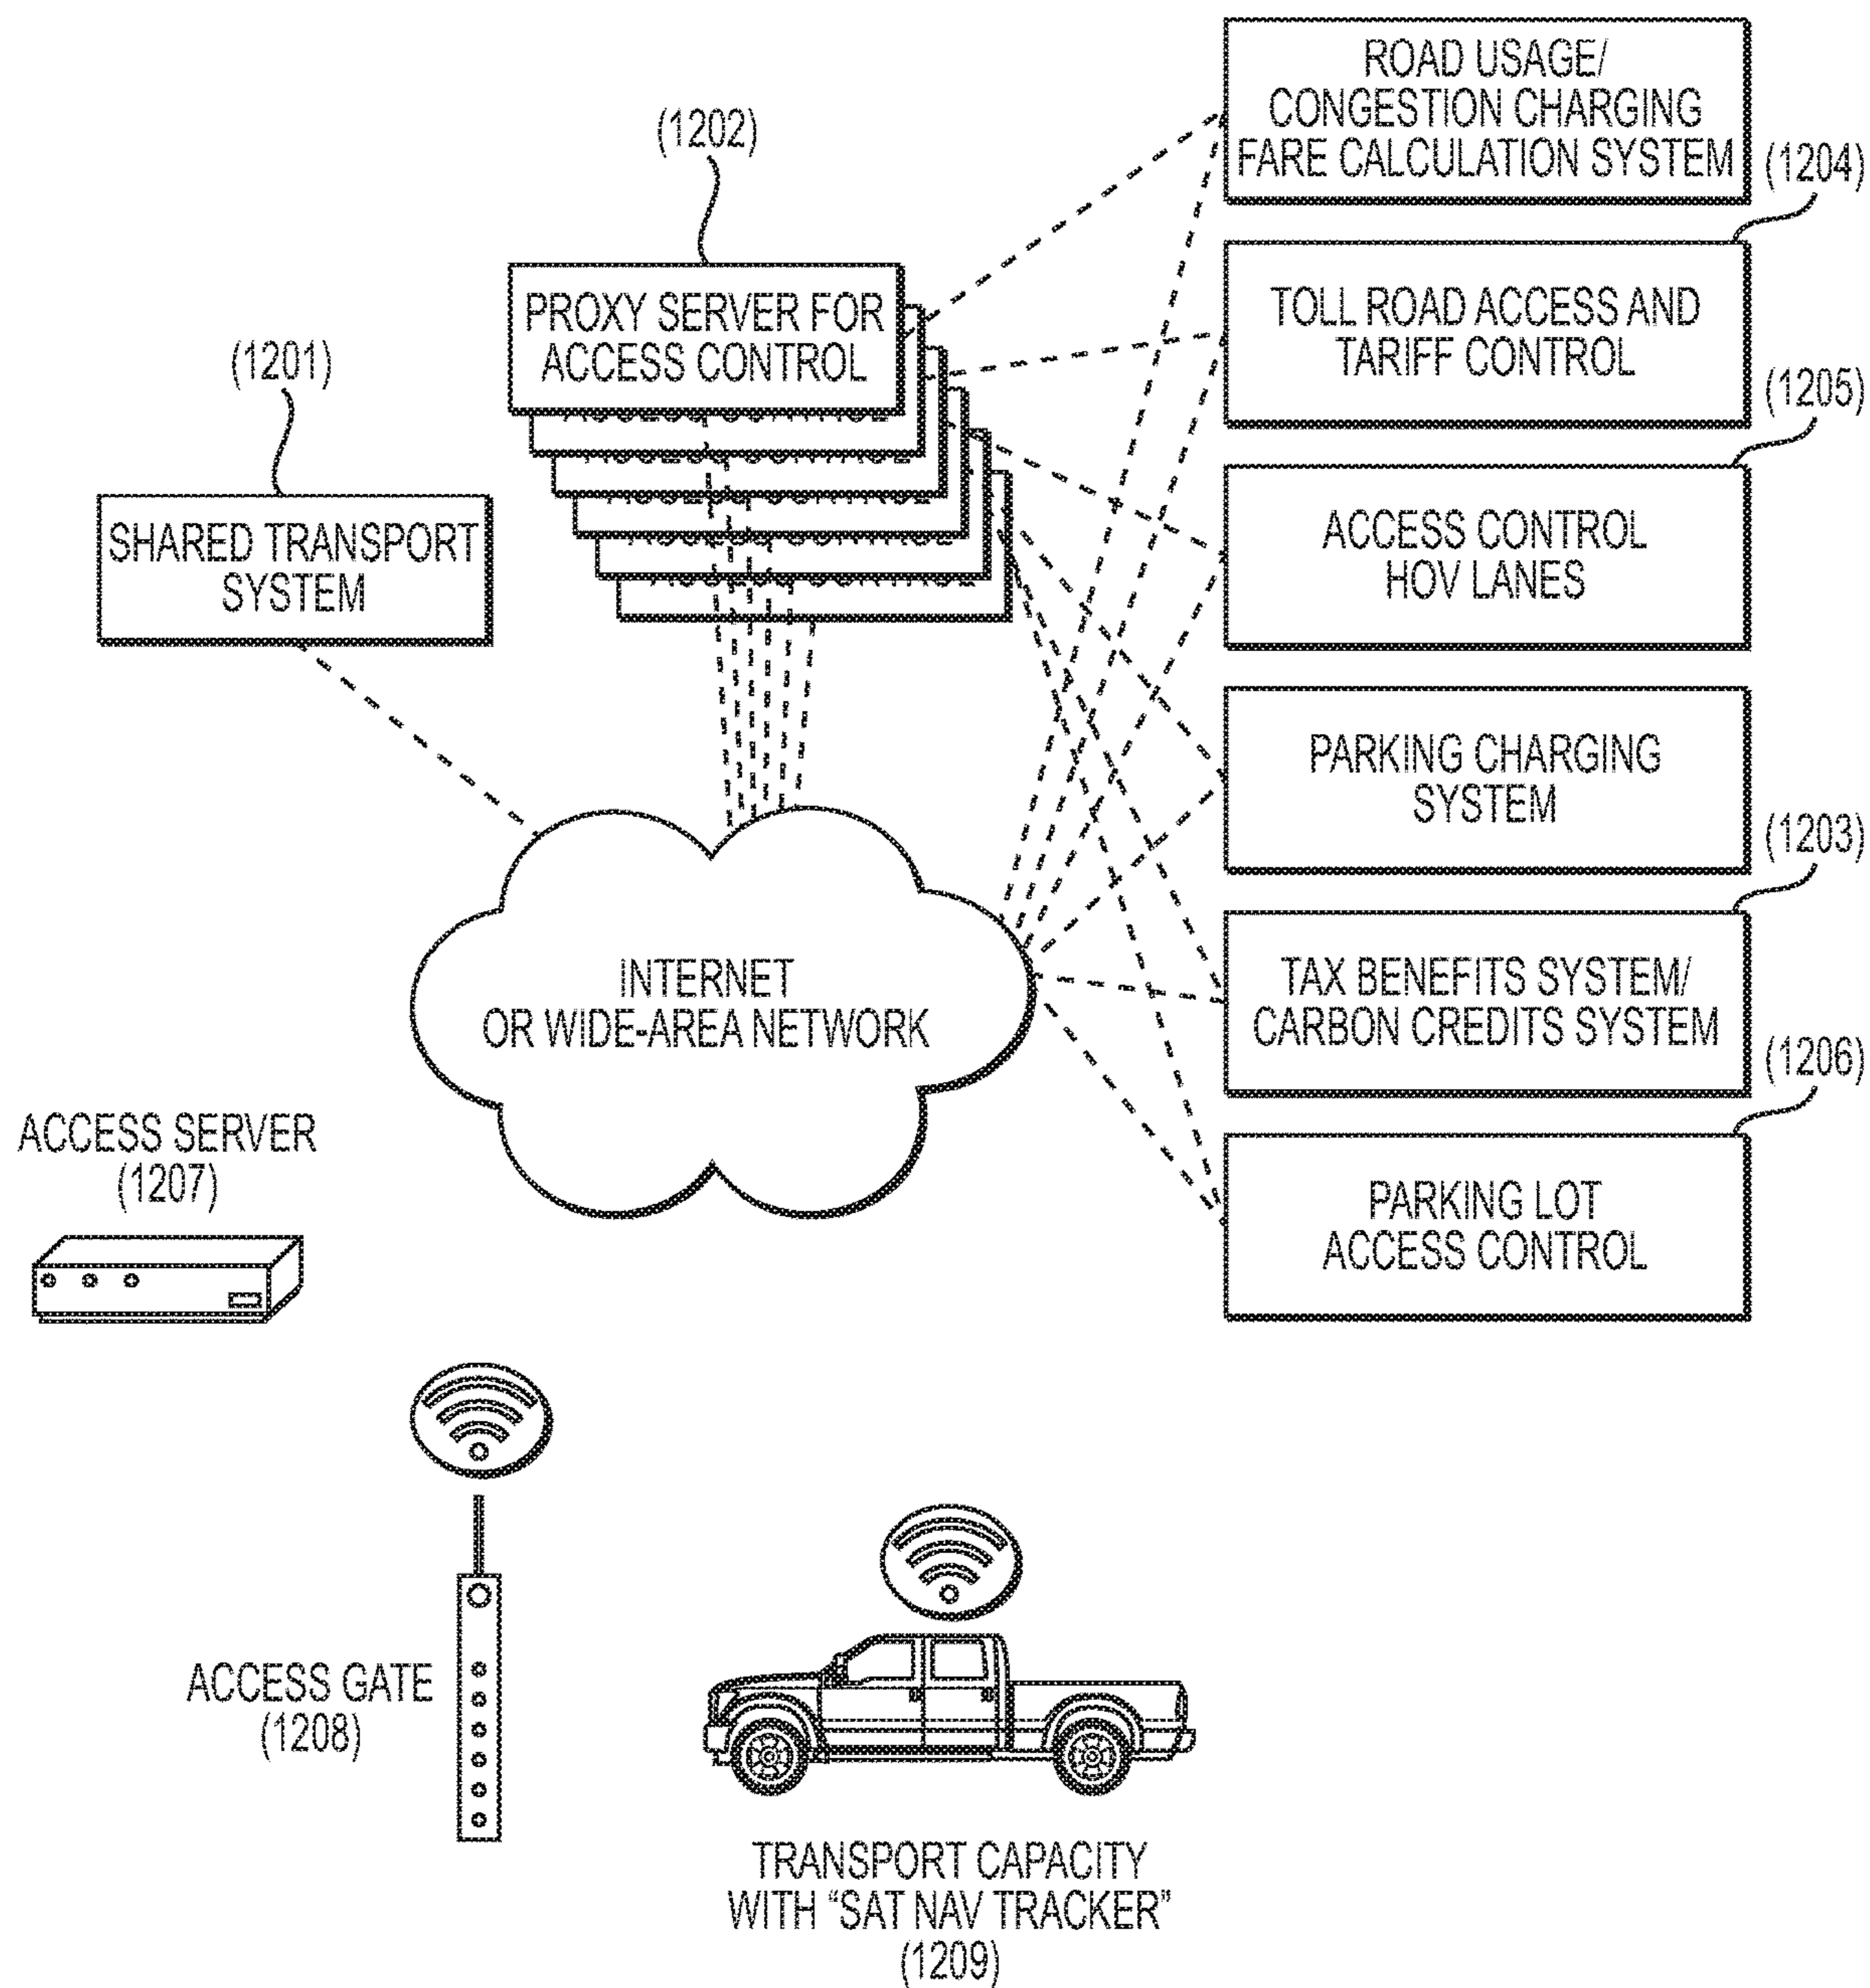 (1202)
PROXY SERVER FOR
ACCESS CONTROL
(1201)
SHARED TRANSPORT
SYSTEM
ROAD USAGE/
CONGESTION CHARGING
FARE CALCULATION SYSTEM
(1204)
TOLL ROAD ACCESS AND
TARIFF CONTROL
(1205)
ACCESS CONTROL
HOV LANES
PARKING CHARGING
SYSTEM
(1203)
TAX BENEFITS SYSTEM/
CARBON CREDITS SYSTEM
(1206)
PARKING LOT
ACCESS CONTROL
INTERNET
OR WIDE-AREA NETWORK
ACCESS SERVER
(1207)
ACCESS GATE
(1208)
TRANSPORT CAPACITY
WITH “SAT NAV TRACKER”
(1209)